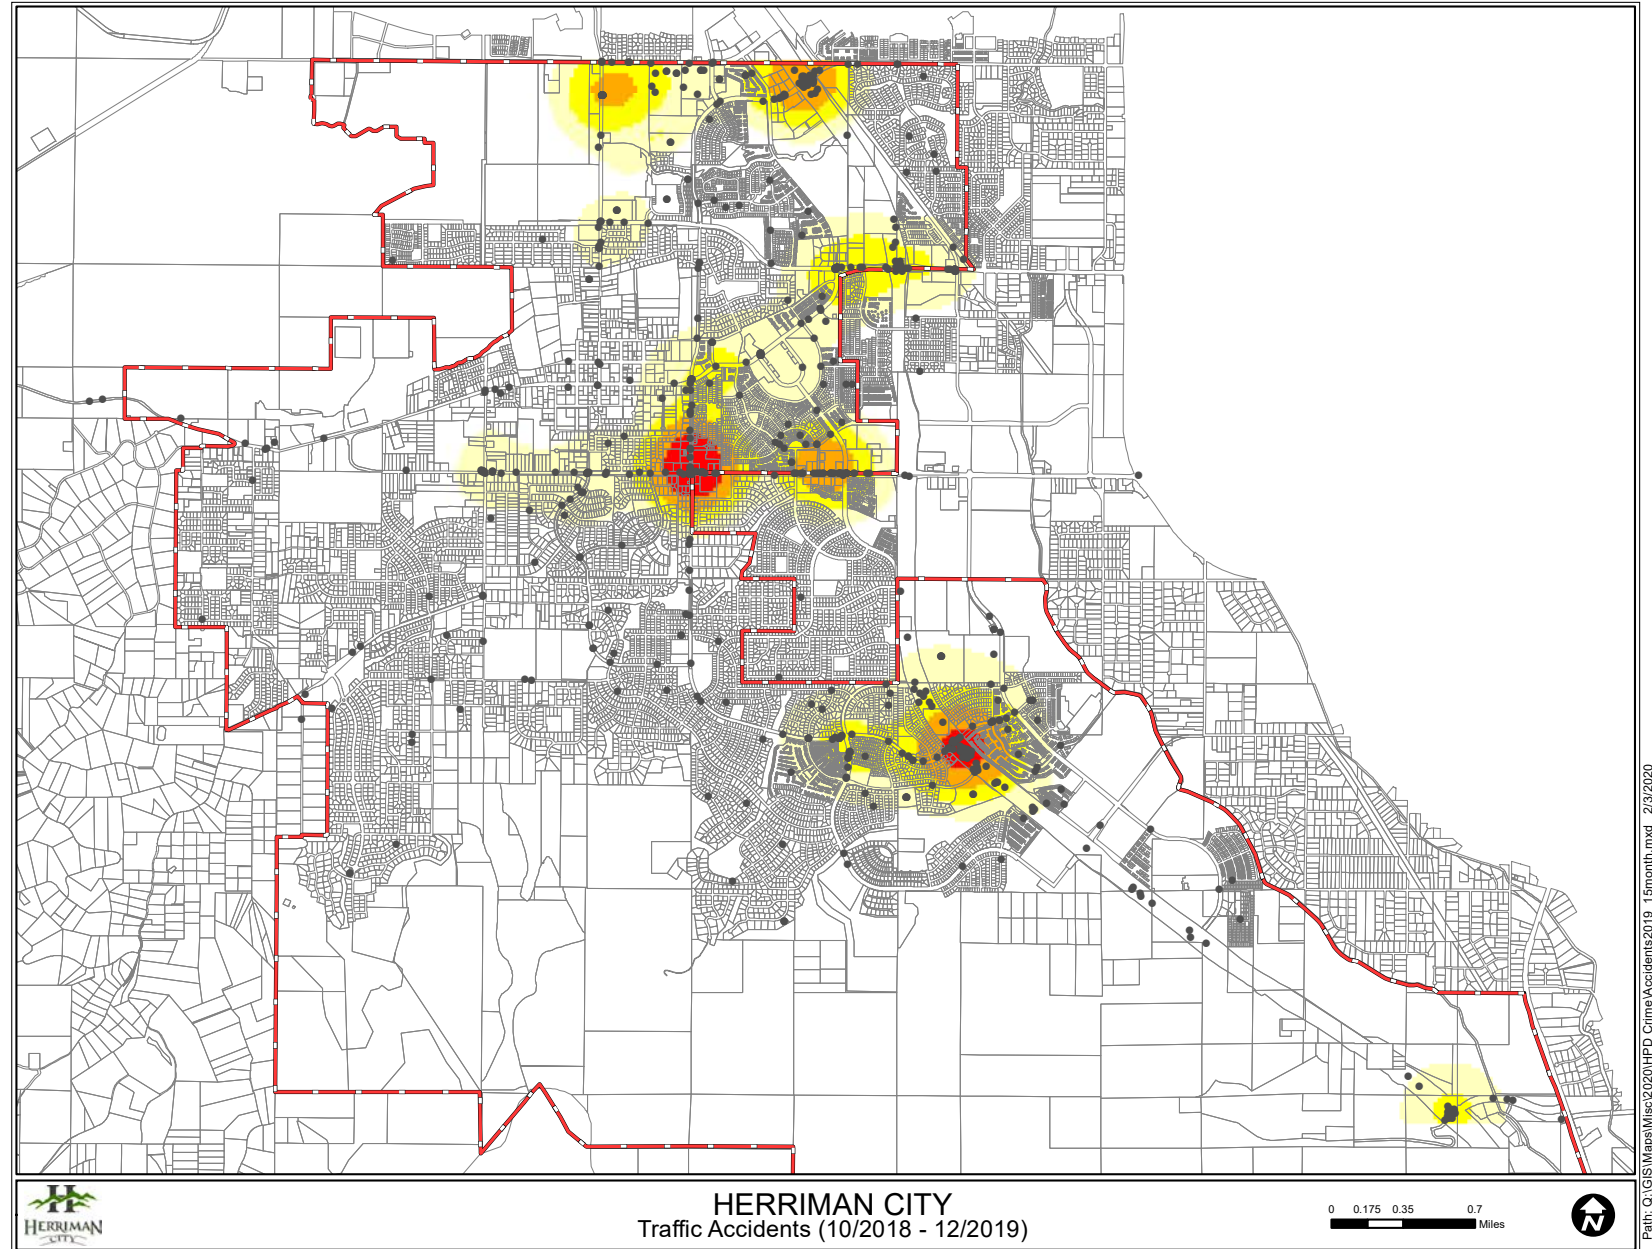 HERRIMAN
CITY
HERRIMAN CITY
Traffic Accidents (10/2018 - 12/2019)
0 0.175 0.35 0.7
Miles
N
Path: Q:\GIS\Maps\Misc\2020\HPD Crime\Accidents2019_15month.mxd 2/3/2020